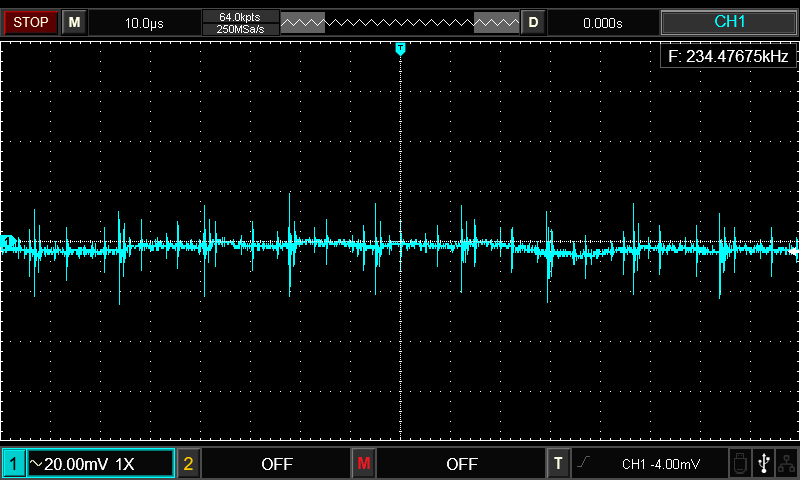 STOP M 10.0µs 64.0kpts D 0.000s CH1
250MSa/s
T
F: 234.47675kHz
1
1 ~20.00mV 1X 2 OFF M OFF T CH1 -4.00mV